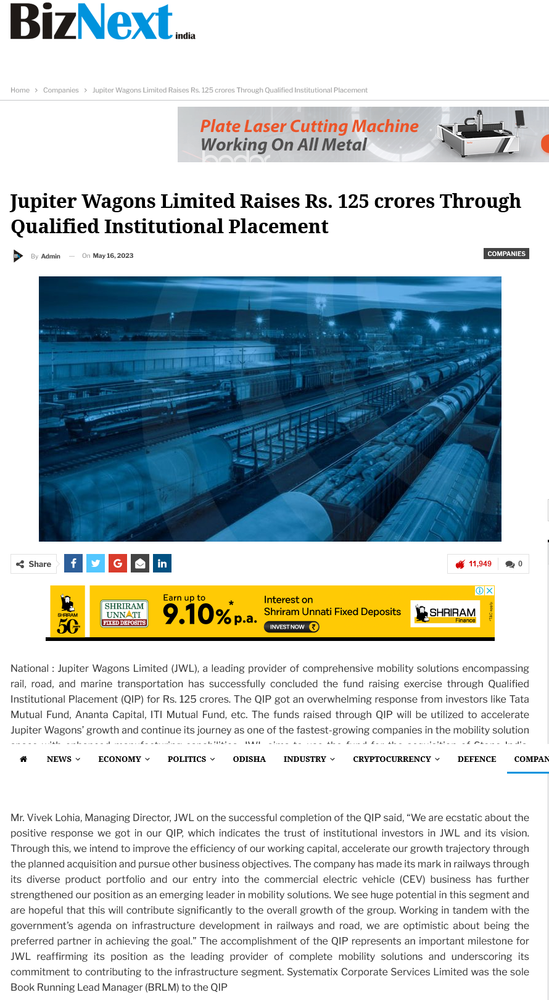 BizNext india
Home > Companies > Jupiter Wagons Limited Raises Rs. 125 crores Through Qualified Institutional Placement
Plate Laser Cutting Machine
Working On All Metal
bodor
Jupiter Wagons Limited Raises Rs. 125 crores Through
Qualified Institutional Placement
By Admin — On May 16, 2023
COMPANIES
Share
11,949 0
SHRIRAM
50 years
SHRIRAM
UNNATI
FIXED DEPOSITS
Earn up to
9.10%* p.a.
Interest on
Shriram Unnati Fixed Deposits
INVEST NOW ₹
SHRIRAM
Finance
*T&C apply.
National : Jupiter Wagons Limited (JWL), a leading provider of comprehensive mobility solutions encompassing
rail, road, and marine transportation has successfully concluded the fund raising exercise through Qualified
Institutional Placement (QIP) for Rs. 125 crores. The QIP got an overwhelming response from investors like Tata
Mutual Fund, Ananta Capital, ITI Mutual Fund, etc. The funds raised through QIP will be utilized to accelerate
Jupiter Wagons’ growth and continue its journey as one of the fastest-growing companies in the mobility solution
NEWS ECONOMY POLITICS ODISHA INDUSTRY CRYPTOCURRENCY DEFENCE COMPAN
Mr. Vivek Lohia, Managing Director, JWL on the successful completion of the QIP said, “We are ecstatic about the
positive response we got in our QIP, which indicates the trust of institutional investors in JWL and its vision.
Through this, we intend to improve the efficiency of our working capital, accelerate our growth trajectory through
the planned acquisition and pursue other business objectives. The company has made its mark in railways through
its diverse product portfolio and our entry into the commercial electric vehicle (CEV) business has further
strengthened our position as an emerging leader in mobility solutions. We see huge potential in this segment and
are hopeful that this will contribute significantly to the overall growth of the group. Working in tandem with the
government’s agenda on infrastructure development in railways and road, we are optimistic about being the
preferred partner in achieving the goal.” The accomplishment of the QIP represents an important milestone for
JWL reaffirming its position as the leading provider of complete mobility solutions and underscoring its
commitment to contributing to the infrastructure segment. Systematix Corporate Services Limited was the sole
Book Running Lead Manager (BRLM) to the QIP